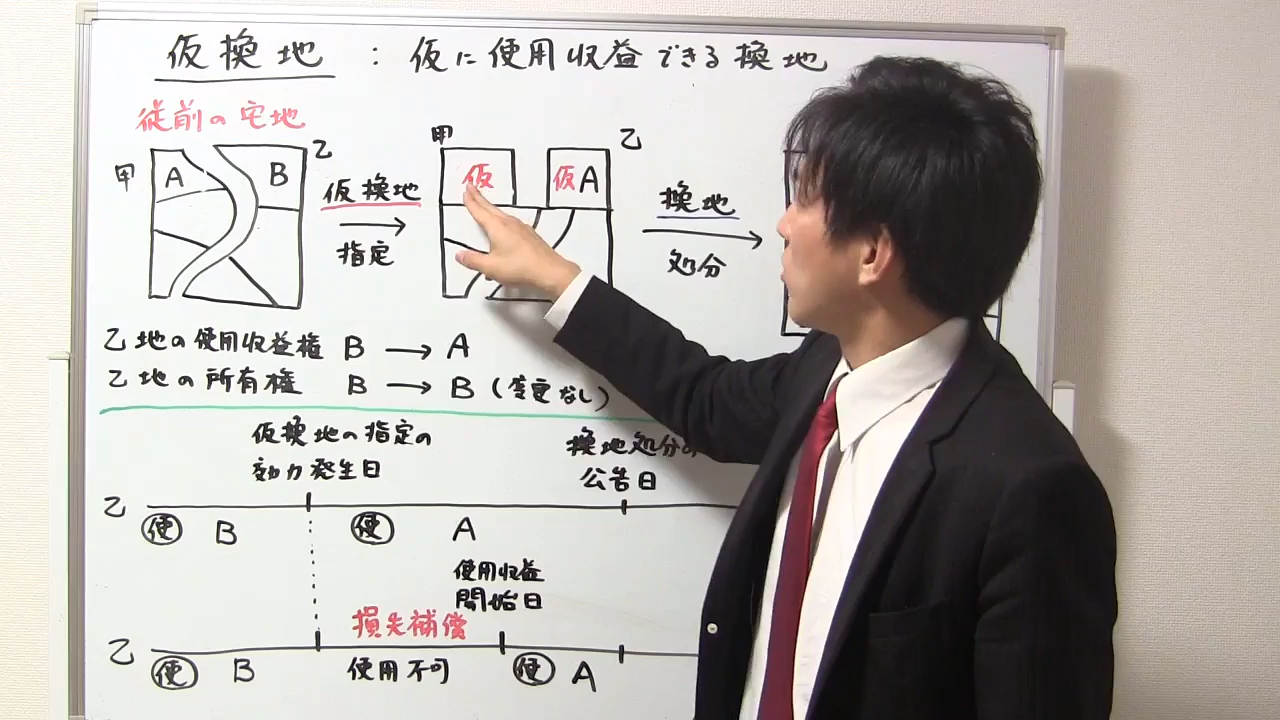 仮換地 : 仮に使用収益できる換地
従前の宅地
甲 A B 乙
仮換地
指定
甲 仮 仮A 乙
換地
処分
乙地の使用収益権 B → A
乙地の所有権 B → B (変更なし)
仮換地の指定の
効力発生日
換地処分の
公告日
乙 使 B 使 A
使用収益
開始日
損失補償
乙 使 B 使用不可 使 A